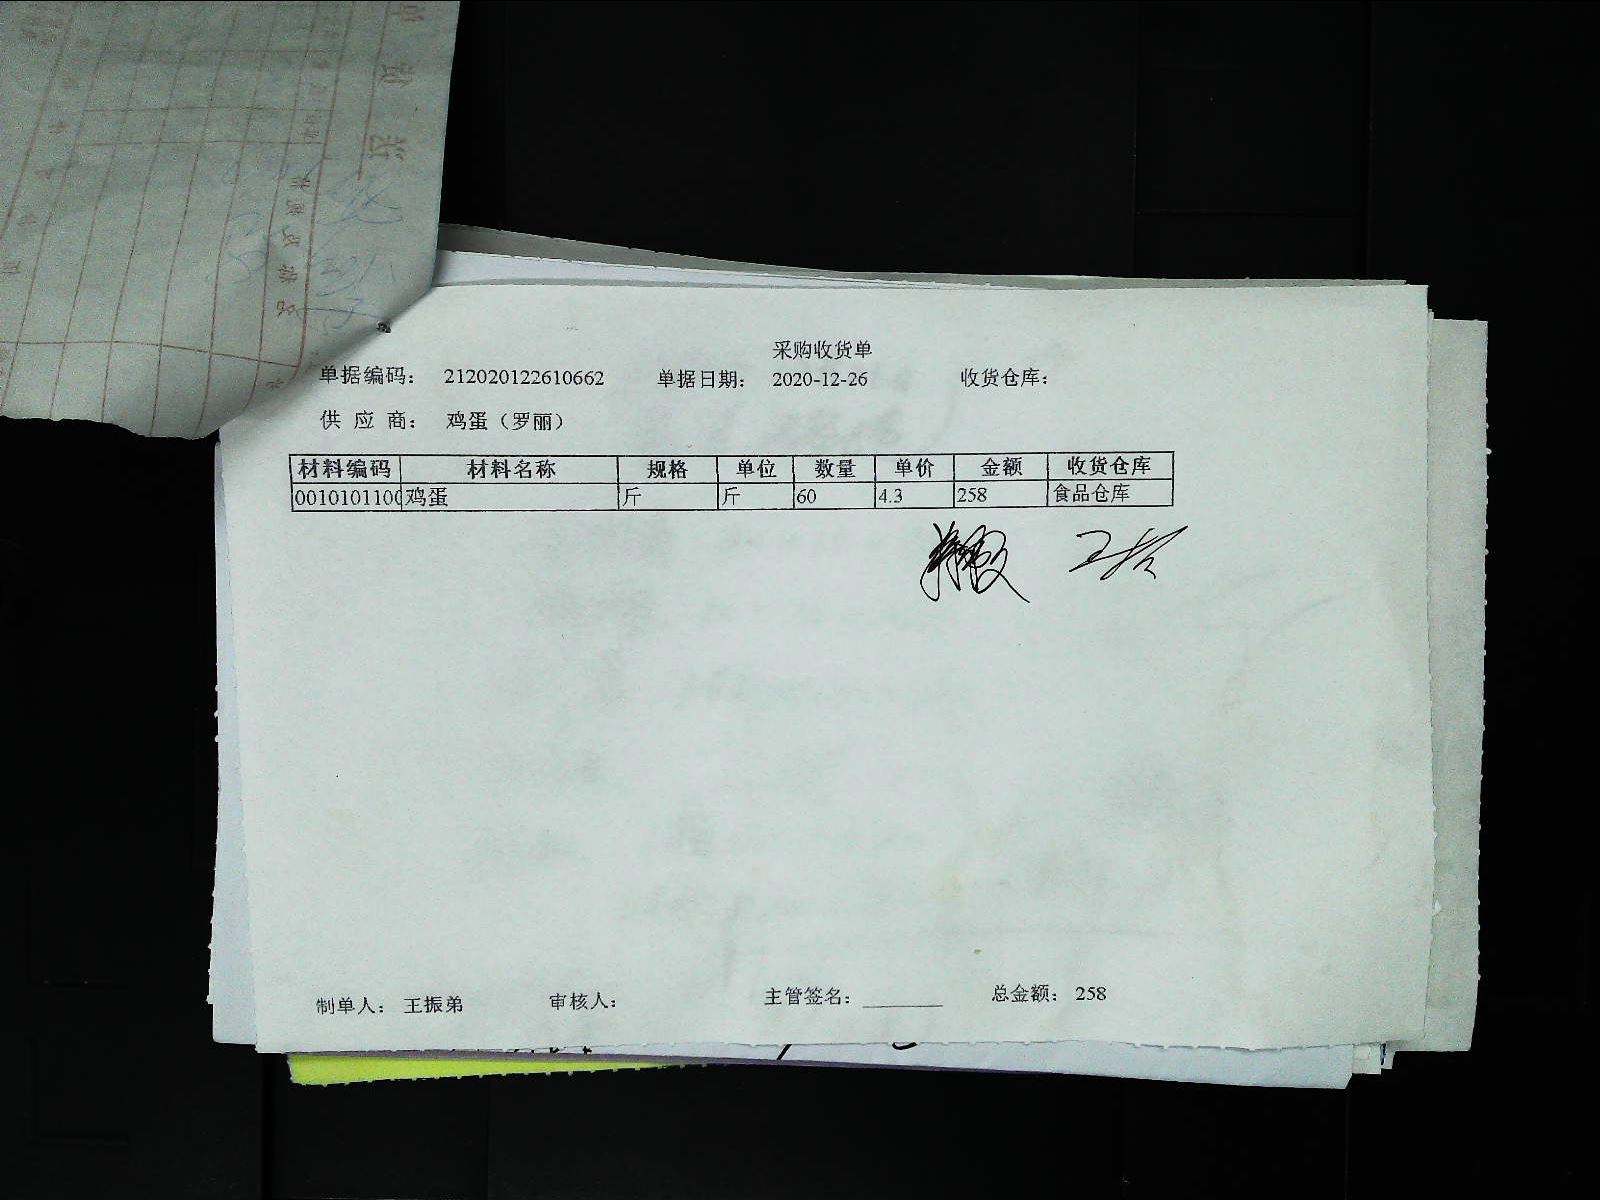 采购收货单
单据编码： 212020122610662 单据日期： 2020-12-26 收货仓库：
供 应 商： 鸡蛋（罗丽）
材料编码 材料名称 规格 单位 数量 单价 金额 收货仓库
0010101100 鸡蛋 斤 斤 60 4.3 258 食品仓库
制单人： 王振弟 审核人： 主管签名： 总金额： 258